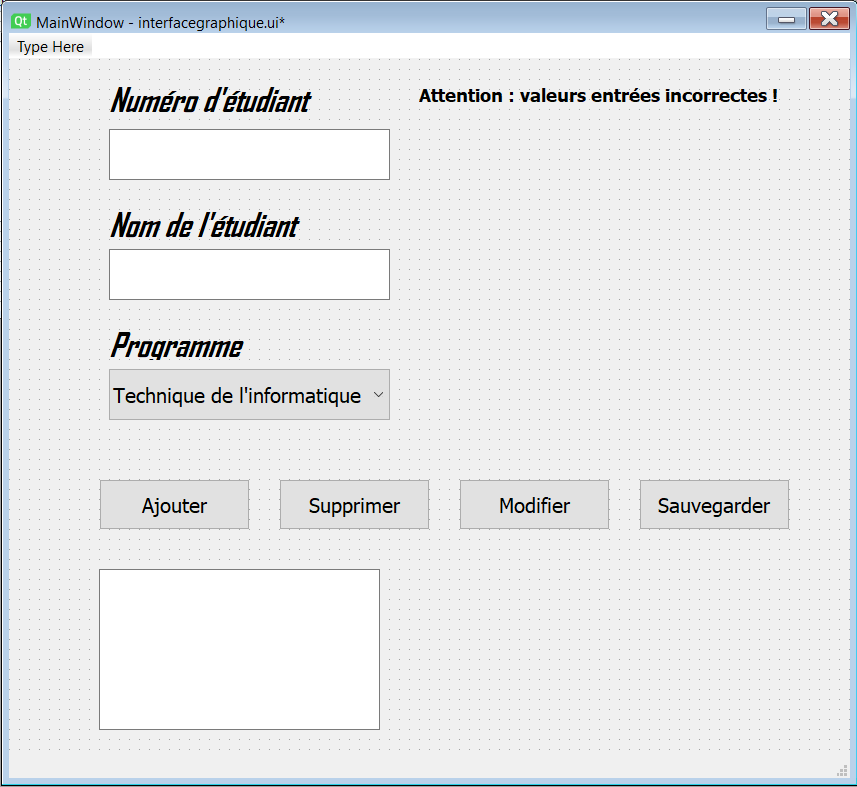 Qt MainWindow - interfacegraphique.ui*
Type Here
Numéro d'étudiant
Attention : valeurs entrées incorrectes !
Nom de l'étudiant
Programme
Technique de l'informatique
Ajouter Supprimer Modifier Sauvegarder